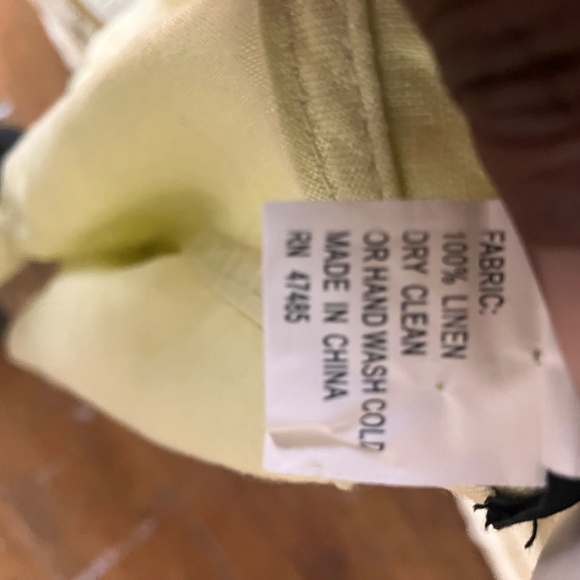 FABRIC:
100% LINEN
DRY CLEAN
OR HAND WASH COLD
MADE IN CHINA
RN 47485